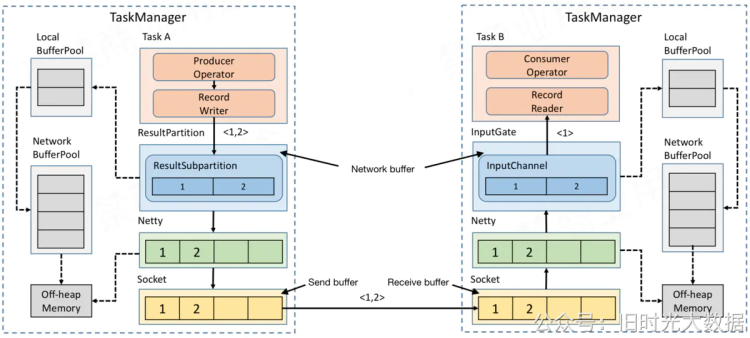 TaskManager
Local
BufferPool
Task A
Producer
Operator
Record
Writer
ResultPartition
<1,2>
ResultSubpartition
1
2
Network
BufferPool
Netty
1
2
Off-heap
Memory
Socket
1
2
Network buffer
Send buffer
Receive buffer
<1,2>
TaskManager
Task B
Consumer
Operator
Record
Reader
InputGate
<1>
InputChannel
1
2
Netty
1
2
Socket
1
2
Local
BufferPool
Network
BufferPool
Off-heap
Memory
公众号：旧时光大数据